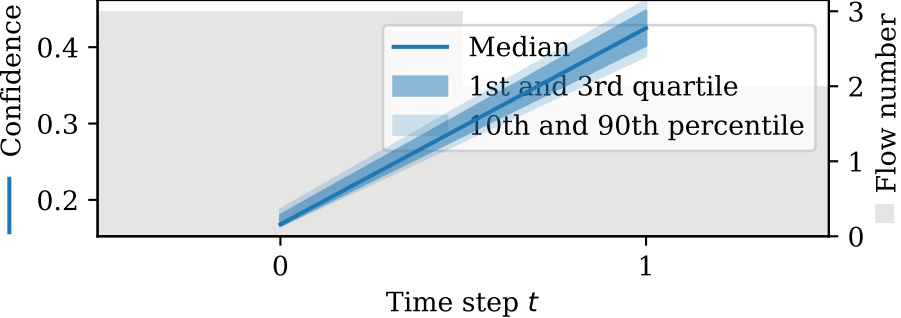 Confidence
0.4
0.3
0.2
Median
1st and 3rd quartile
10th and 90th percentile
3
2
1
0
Flow number
0
1
Time step t